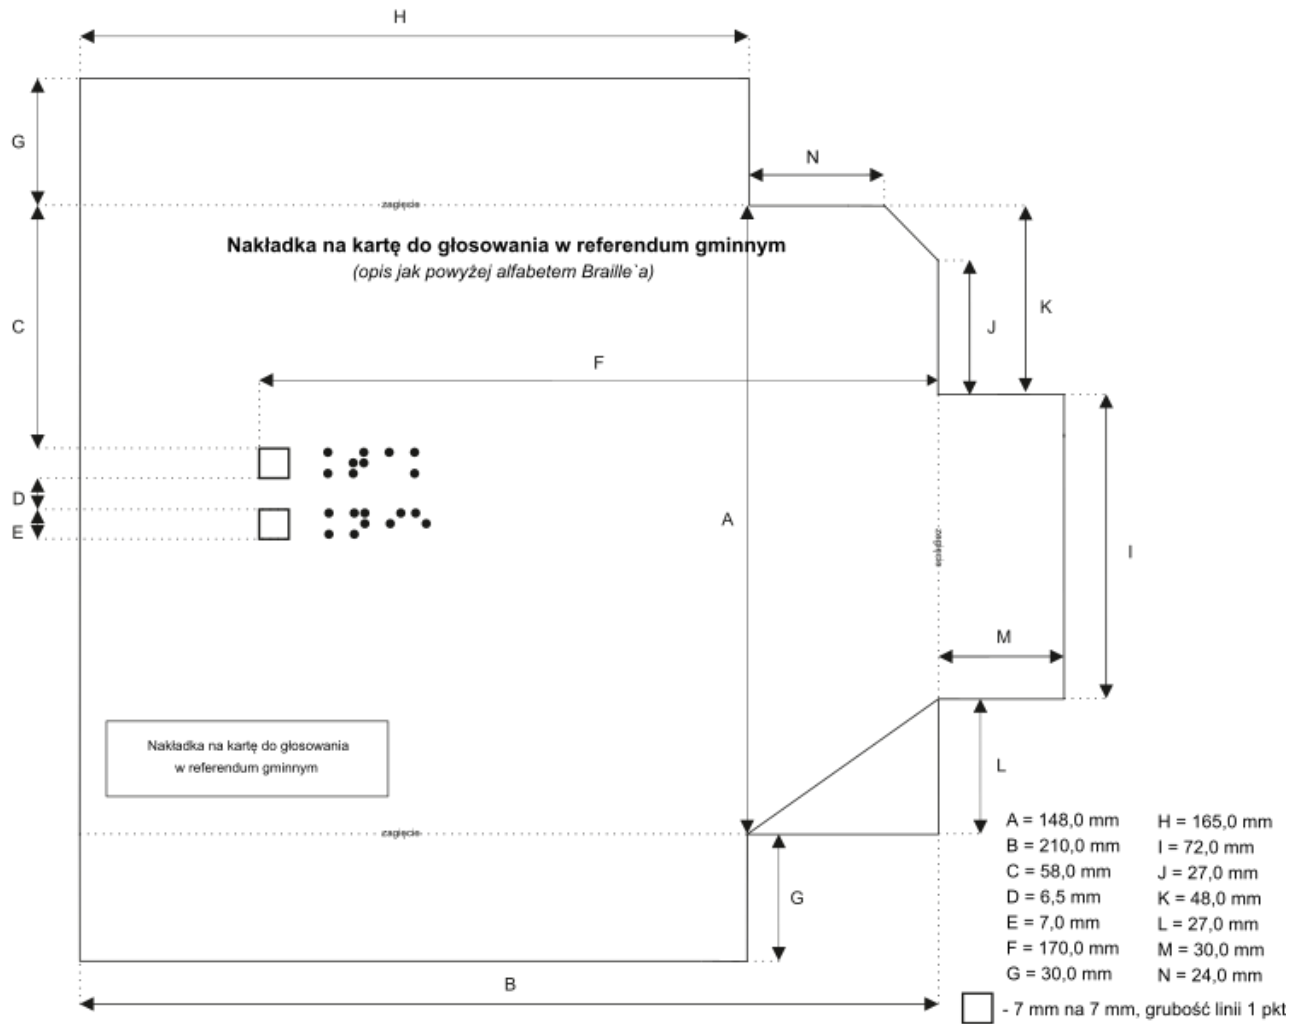 H
G
N
zagięcie
Nakładka na kartę do głosowania w referendum gminnym
(opis jak powyżej alfabetem Braille`a)
C
K
J
F
D
A
E
zagięcie
I
M
Nakładka na kartę do głosowania
w referendum gminnym
L
zagięcie
G
B
A = 148,0 mm
B = 210,0 mm
C = 58,0 mm
D = 6,5 mm
E = 7,0 mm
F = 170,0 mm
G = 30,0 mm
H = 165,0 mm
I = 72,0 mm
J = 27,0 mm
K = 48,0 mm
L = 27,0 mm
M = 30,0 mm
N = 24,0 mm
- 7 mm na 7 mm, grubość linii 1 pkt